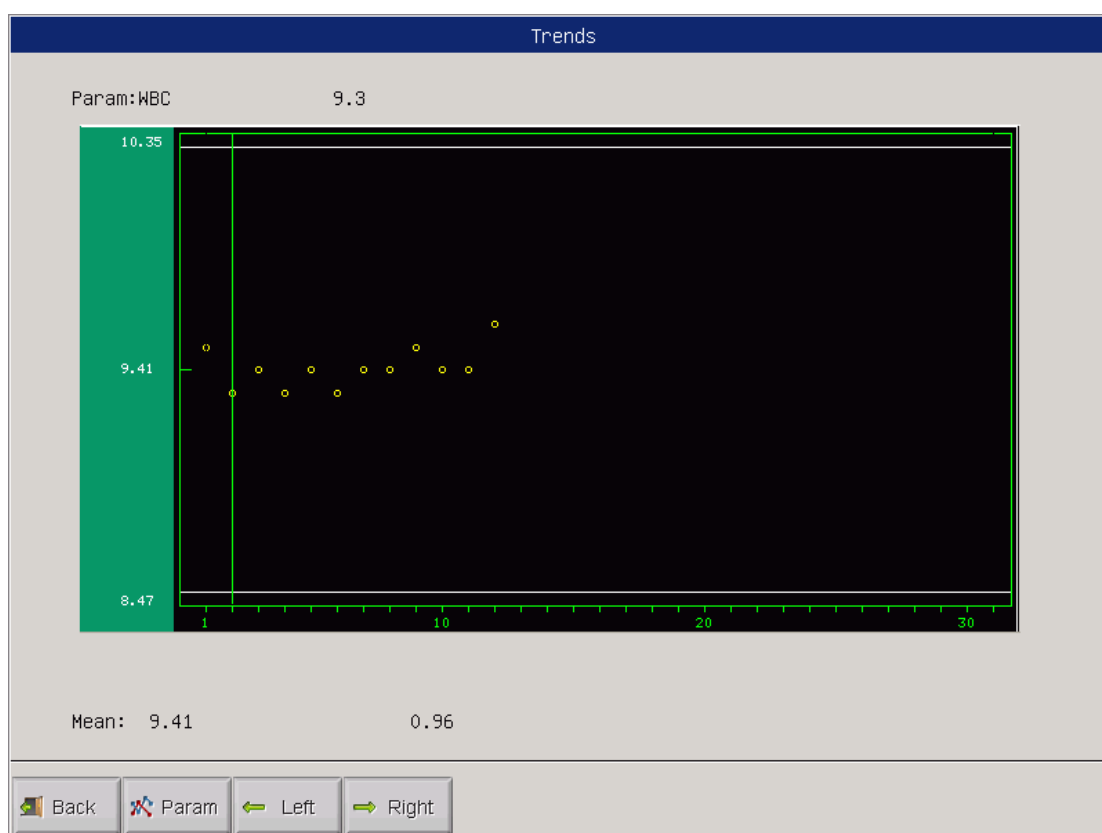 Trends
Param:WBC 9.3
10.35
9.41
8.47
1 10 20 30
Mean: 9.41 0.96
Back Param Left Right